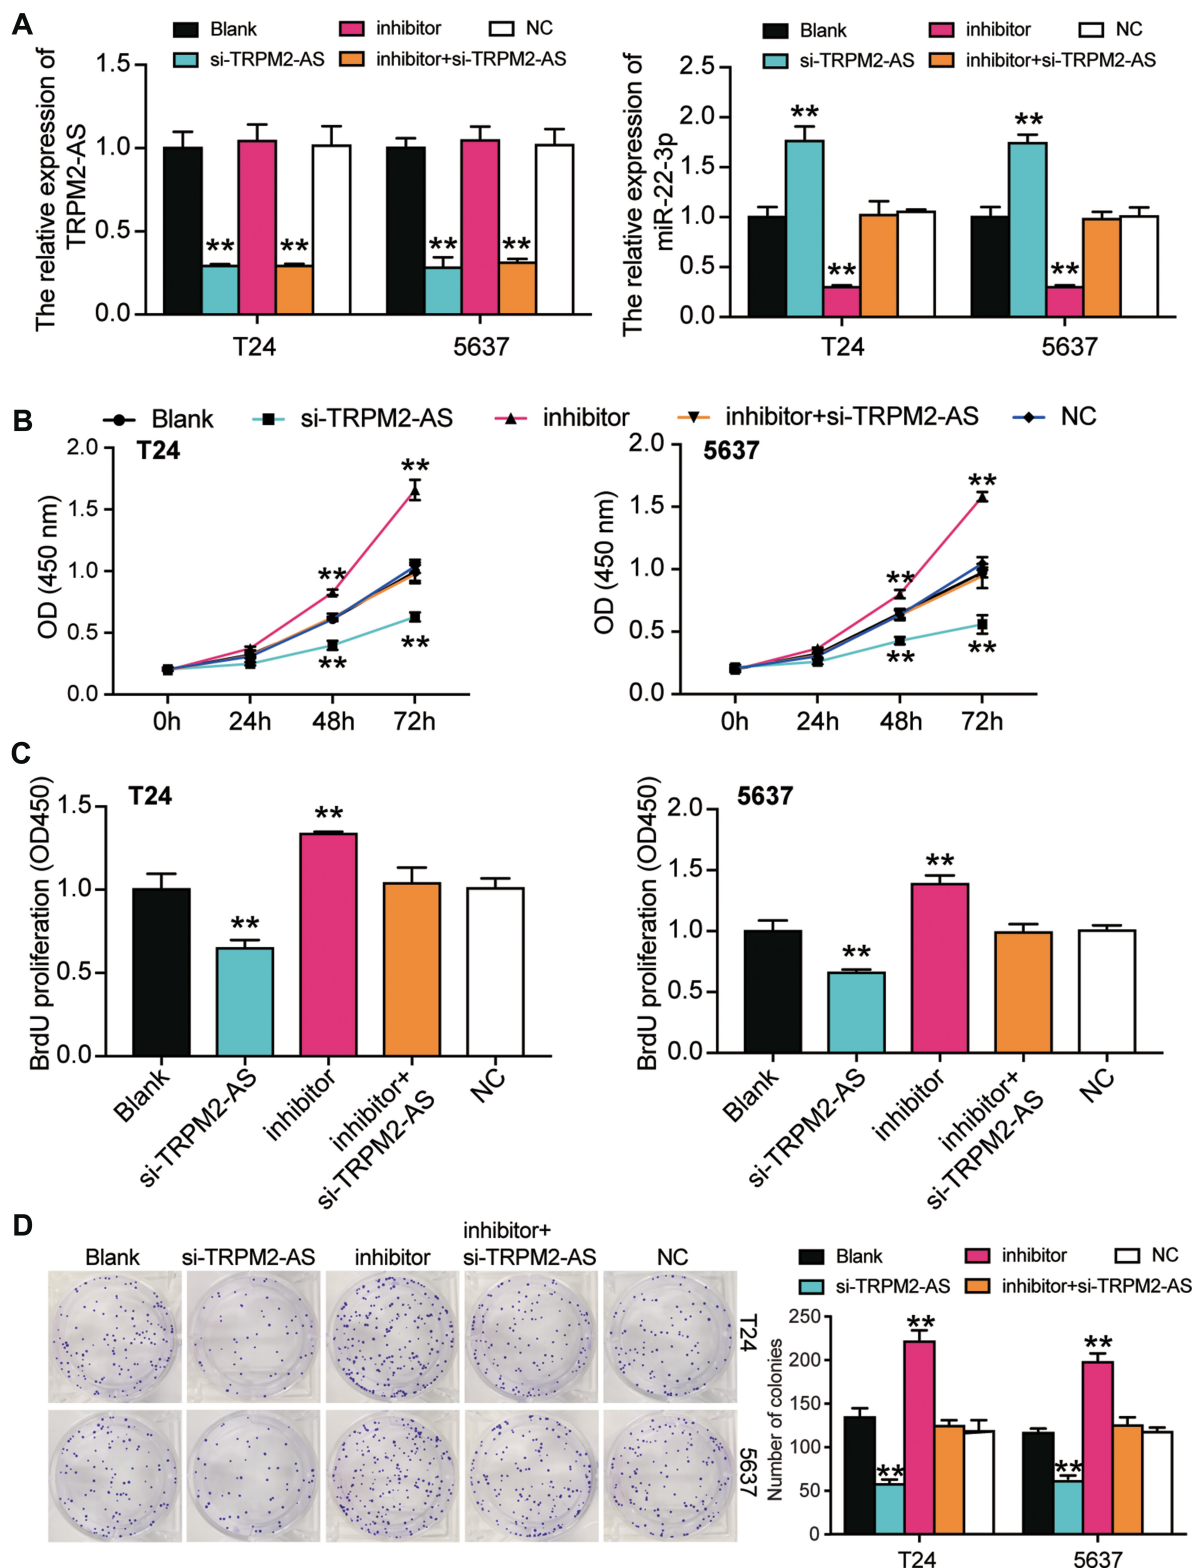 A
Blank
inhibitor
NC
si-TRPM2-AS
inhibitor+si-TRPM2-AS
The relative expression of
TRPM2-AS
1.5
1.0
0.5
0.0
**
**
**
**
T24
5637
Blank
inhibitor
NC
si-TRPM2-AS
inhibitor+si-TRPM2-AS
The relative expression of
miR-22-3p
2.5
2.0
1.5
1.0
0.5
0.0
**
**
**
**
T24
5637
B
Blank
si-TRPM2-AS
inhibitor
inhibitor+si-TRPM2-AS
NC
T24
OD (450 nm)
2.0
1.5
1.0
0.5
0.0
**
**
**
**
0h
24h
48h
72h
5637
OD (450 nm)
2.0
1.5
1.0
0.5
0.0
**
**
**
**
0h
24h
48h
72h
C
T24
BrdU proliferation (OD450)
1.5
1.0
0.5
0.0
**
**
Blank
si-TRPM2-AS
inhibitor
inhibitor+
si-TRPM2-AS
NC
5637
BrdU proliferation (OD450)
2.0
1.5
1.0
0.5
0.0
**
**
Blank
si-TRPM2-AS
inhibitor
inhibitor+
si-TRPM2-AS
NC
D
Blank
si-TRPM2-AS
inhibitor
inhibitor+
si-TRPM2-AS
NC
T24
5637
Blank
inhibitor
NC
si-TRPM2-AS
inhibitor+si-TRPM2-AS
Number of colonies
250
200
150
100
50
0
**
**
**
**
T24
5637